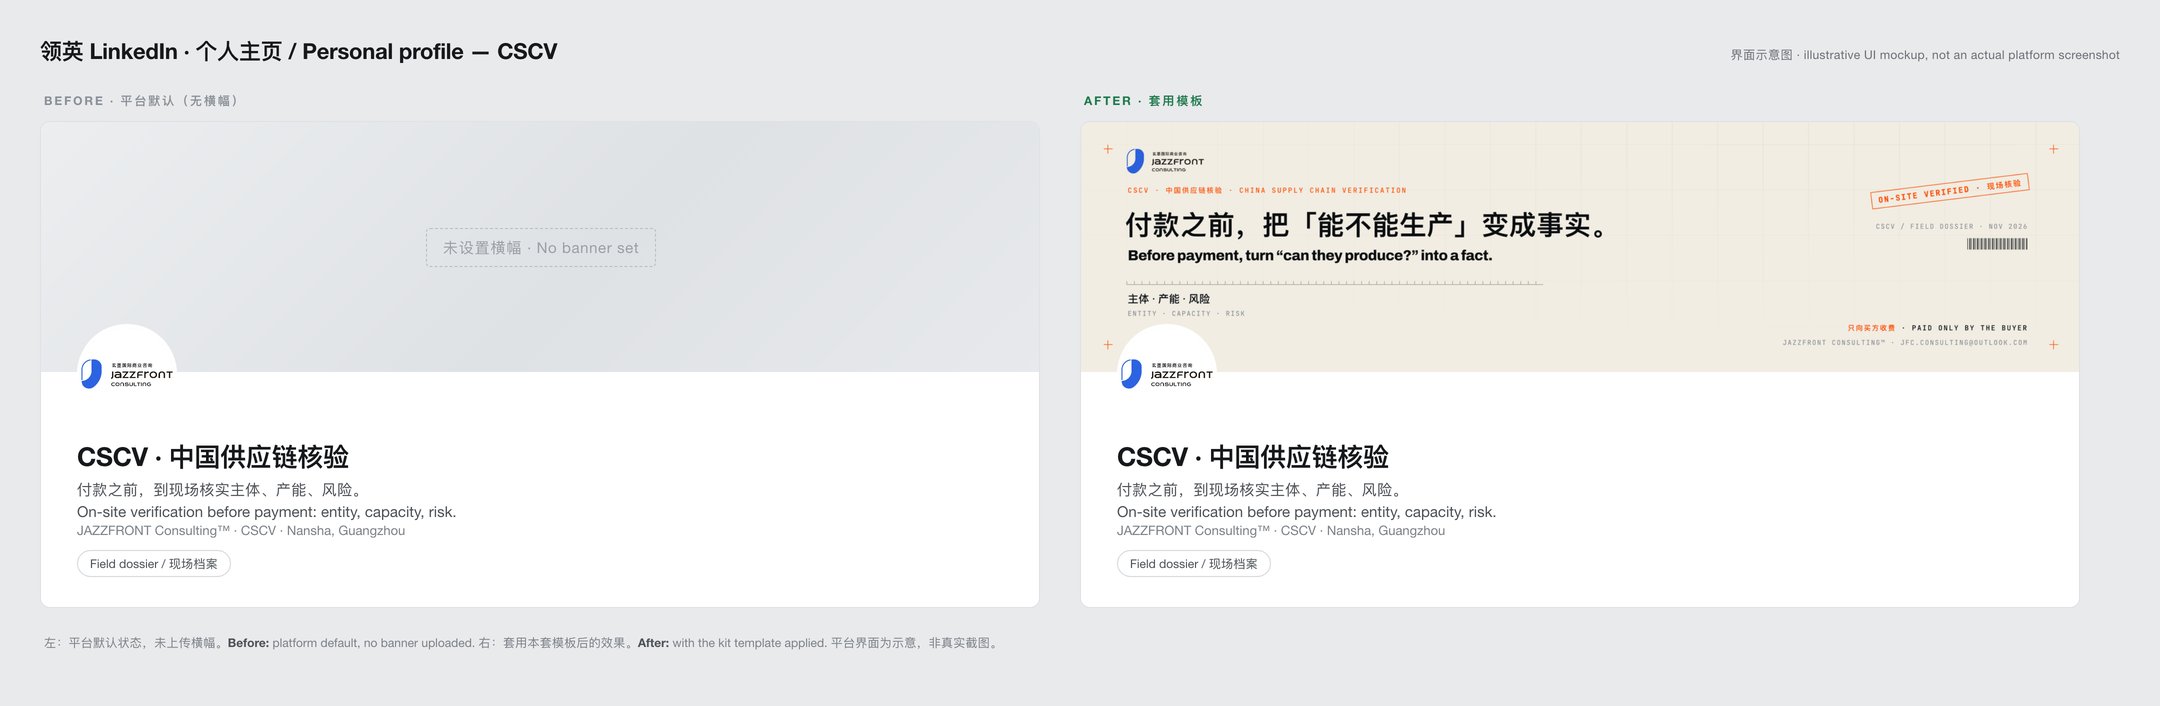 领英 LinkedIn · 个人主页 / Personal profile — CSCV
界面示意图 · illustrative UI mockup, not an actual platform screenshot
BEFORE · 平台默认（无横幅）
未设置横幅 · No banner set
JAZZFRONT
CONSULTING
CSCV · 中国供应链核验
付款之前，到现场核实主体、产能、风险。
On-site verification before payment: entity, capacity, risk.
JAZZFRONT Consulting™ · CSCV · Nansha, Guangzhou
Field dossier / 现场档案
AFTER · 套用模板
JAZZFRONT
CONSULTING
CSCV · 中国供应链核验 · CHINA SUPPLY CHAIN VERIFICATION
付款之前，把「能不能生产」变成事实。
Before payment, turn “can they produce?” into a fact.
主体 · 产能 · 风险
ENTITY · CAPACITY · RISK
ON-SITE VERIFIED · 现场核验
CSCV / FIELD DOSSIER · NOV 2026
只向买方收费 · PAID ONLY BY THE BUYER
JAZZFRONT CONSULTING™ · JFC.CONSULTING@OUTLOOK.COM
JAZZFRONT
CONSULTING
CSCV · 中国供应链核验
付款之前，到现场核实主体、产能、风险。
On-site verification before payment: entity, capacity, risk.
JAZZFRONT Consulting™ · CSCV · Nansha, Guangzhou
Field dossier / 现场档案
左：平台默认状态，未上传横幅。Before: platform default, no banner uploaded. 右：套用本套模板后的效果。After: with the kit template applied. 平台界面为示意，非真实截图。